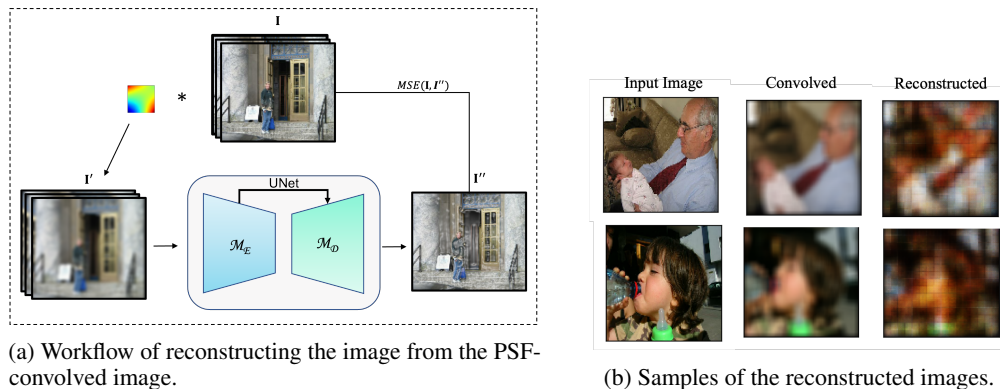 I
*
MSE(I, I′′)
I′
UNet
I′′
ℳ_E
ℳ_D
(a) Workflow of reconstructing the image from the PSF-
convolved image.
Input Image Convolved Reconstructed
(b) Samples of the reconstructed images.